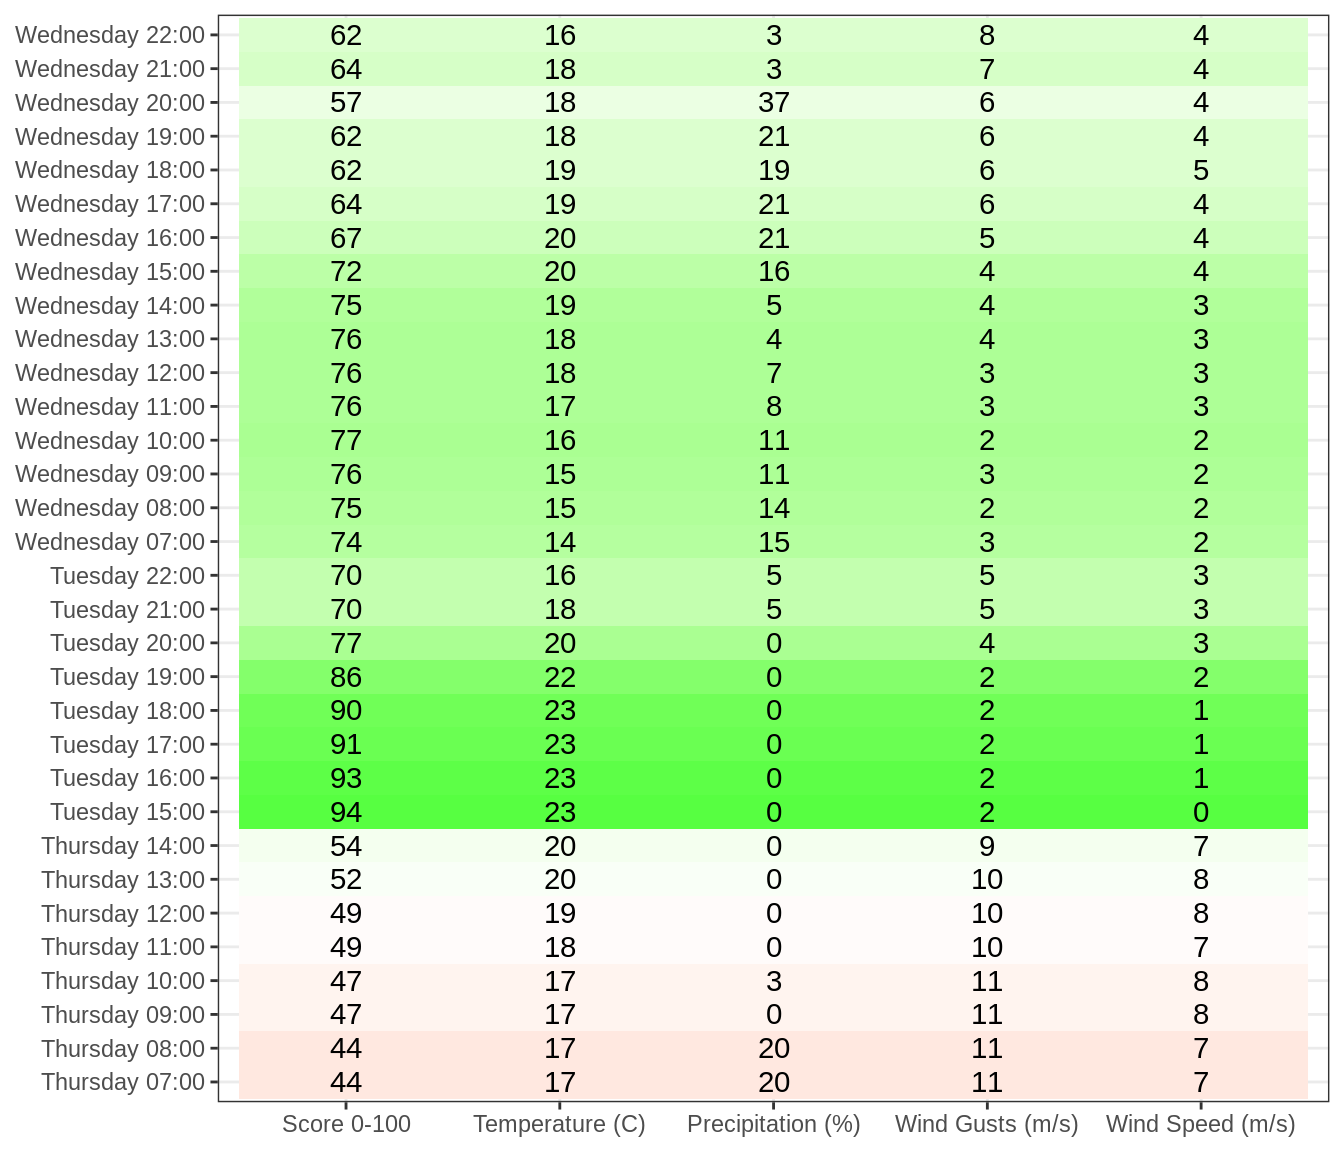 Wednesday 22:00 62 16 3 8 4
Wednesday 21:00 64 18 3 7 4
Wednesday 20:00 57 18 37 6 4
Wednesday 19:00 62 18 21 6 4
Wednesday 18:00 62 19 19 6 5
Wednesday 17:00 64 19 21 6 4
Wednesday 16:00 67 20 21 5 4
Wednesday 15:00 72 20 16 4 4
Wednesday 14:00 75 19 5 4 3
Wednesday 13:00 76 18 4 4 3
Wednesday 12:00 76 18 7 3 3
Wednesday 11:00 76 17 8 3 3
Wednesday 10:00 77 16 11 2 2
Wednesday 09:00 76 15 11 3 2
Wednesday 08:00 75 15 14 2 2
Wednesday 07:00 74 14 15 3 2
Tuesday 22:00 70 16 5 5 3
Tuesday 21:00 70 18 5 5 3
Tuesday 20:00 77 20 0 4 3
Tuesday 19:00 86 22 0 2 2
Tuesday 18:00 90 23 0 2 1
Tuesday 17:00 91 23 0 2 1
Tuesday 16:00 93 23 0 2 1
Tuesday 15:00 94 23 0 2 0
Thursday 14:00 54 20 0 9 7
Thursday 13:00 52 20 0 10 8
Thursday 12:00 49 19 0 10 8
Thursday 11:00 49 18 0 10 7
Thursday 10:00 47 17 3 11 8
Thursday 09:00 47 17 0 11 8
Thursday 08:00 44 17 20 11 7
Thursday 07:00 44 17 20 11 7
Score 0-100 Temperature (C) Precipitation (%) Wind Gusts (m/s) Wind Speed (m/s)